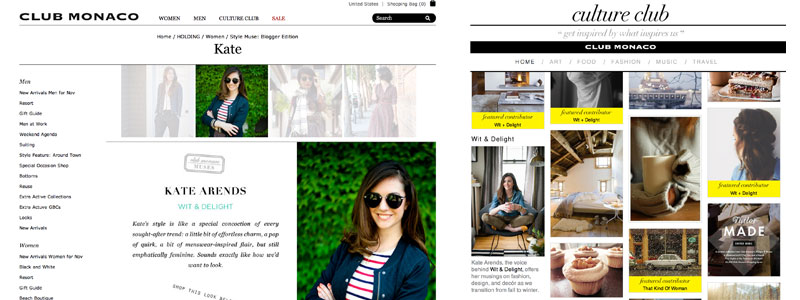 United States | Shopping Bag (0)
CLUB MONACO
WOMEN MEN CULTURE CLUB SALE
Search
Home / HOLDING / Women / Style Muse: Blogger Edition
Kate
Men
New Arrivals Men for Nov
Resort
Gift Guide
Men at Work
Weekend Agenda
Suiting
Style Feature: Around Town
Special Occasion Shop
Bottoms
Reuse
Extra Active Collections
Extra Active GBCs
Looks
New Arrivals
Women
New Arrivals Women for Nov
Black and White
Resort
Gift Guide
Beach Boutique
club monaco
MUSES
KATE ARENDS
WIT & DELIGHT
Kate's style is like a special concoction of every
sought-after trend: a little bit of effortless charm, a pop
of quirk, a bit of menswear-inspired flair, but still
emphatically feminine. Sounds exactly like how we'd
want to look.
SHOP THIS LOOK
culture club
“ get inspired by what inspires us ”
CLUB MONACO
HOME / ART / FOOD / FASHION / MUSIC / TRAVEL
featured contributor
Wit + Delight
Wit & Delight
Kate Arends, the voice
behind Wit & Delight, offers
her musings on fashion,
design, and decór as we
transition from fall to winter.
featured contributor
Wit + Delight
featured contributor
That Kind Of Woman
featured contributor
Wit + Delight
Tailor
MADE